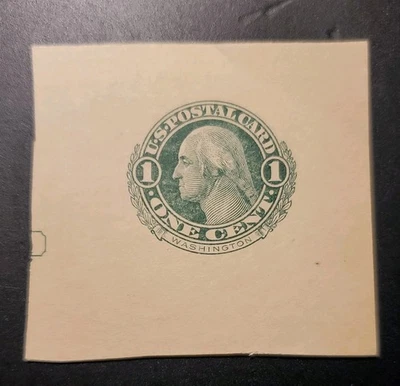 U.S. POSTAL CARD
1 1
ONE CENT
WASHINGTON